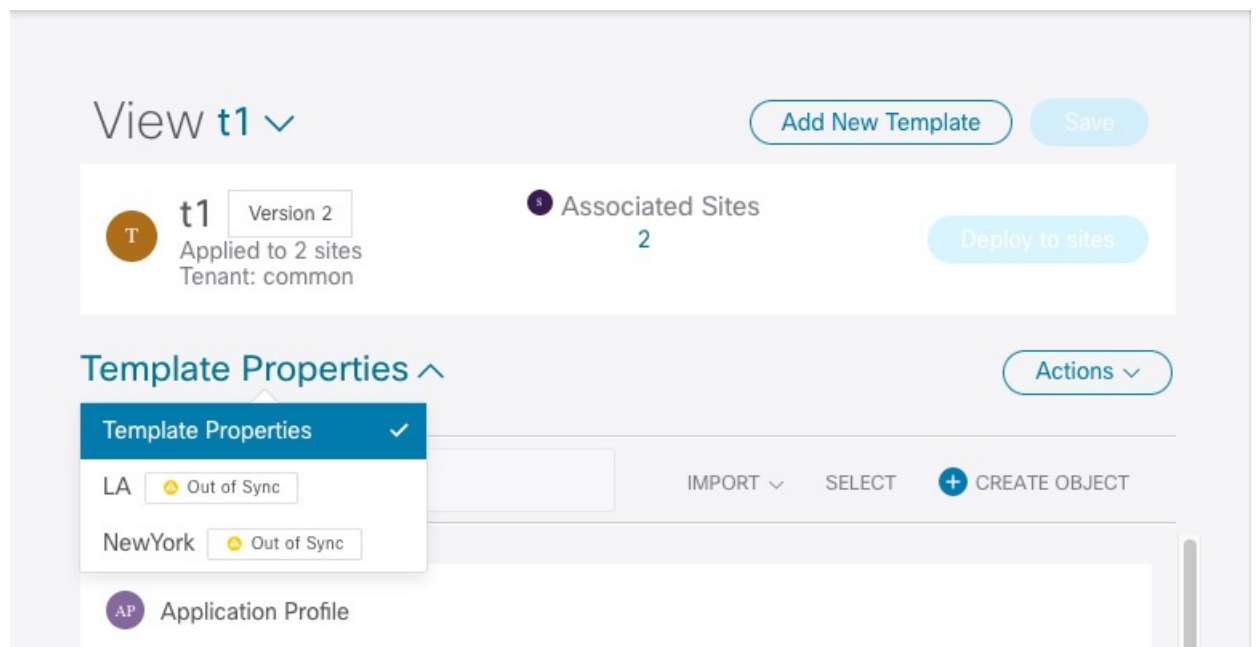 View t1
Add New Template
Save
T
t1
Version 2
Applied to 2 sites
Tenant: common
S
Associated Sites
2
Deploy to sites
Template Properties
Actions
Template Properties
LA
Out of Sync
NewYork
Out of Sync
IMPORT
SELECT
CREATE OBJECT
AP
Application Profile